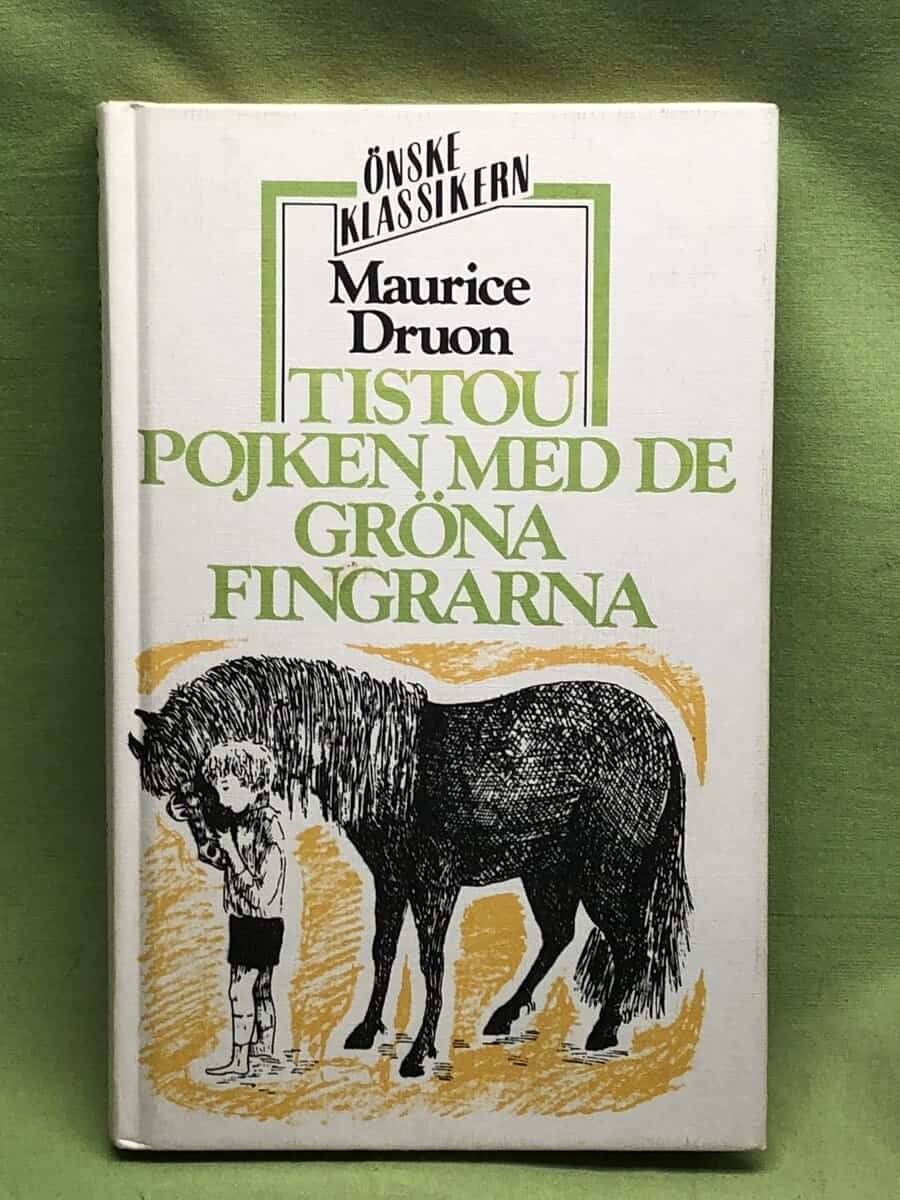 ÖNSKE
KLASSIKERN
Maurice
Druon
TISTOU
POJKEN MED DE
GRÖNA
FINGRARNA